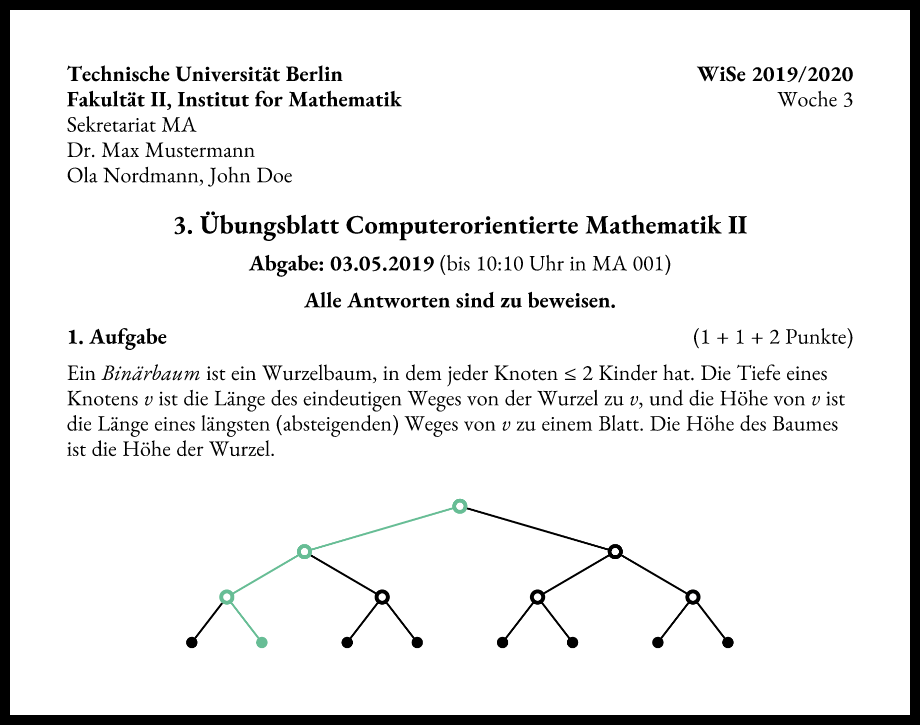 Technische Universität Berlin
WiSe 2019/2020
Fakultät II, Institut for Mathematik
Woche 3
Sekretariat MA
Dr. Max Mustermann
Ola Nordmann, John Doe
3. Übungsblatt Computerorientierte Mathematik II
Abgabe: 03.05.2019 (bis 10:10 Uhr in MA 001)
Alle Antworten sind zu beweisen.
1. Aufgabe
(1 + 1 + 2 Punkte)
Ein Binärbaum ist ein Wurzelbaum, in dem jeder Knoten ≤ 2 Kinder hat. Die Tiefe eines
Knotens v ist die Länge des eindeutigen Weges von der Wurzel zu v, und die Höhe von v ist
die Länge eines längsten (absteigenden) Weges von v zu einem Blatt. Die Höhe des Baumes
ist die Höhe der Wurzel.